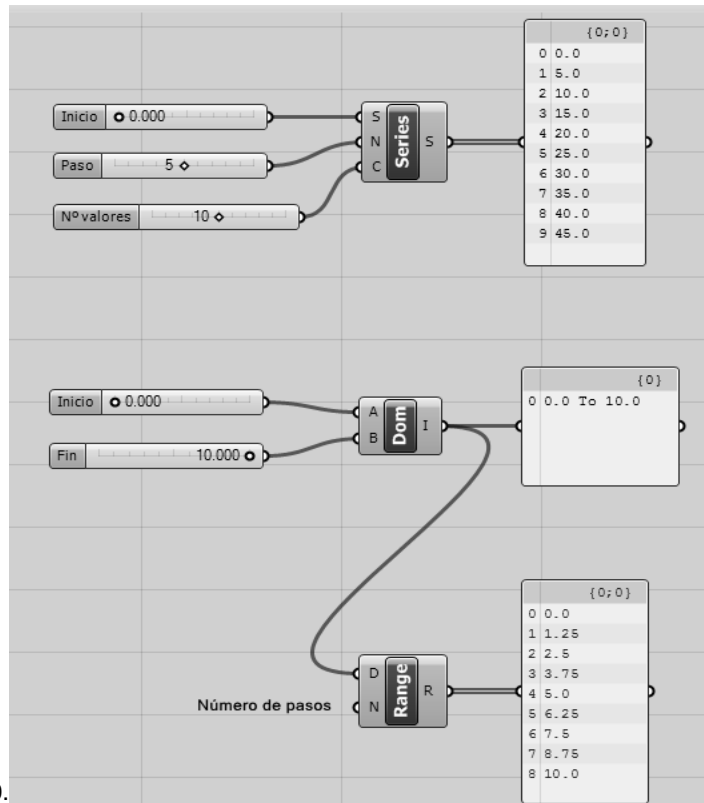 {0;0}
0 0.0
1 5.0
2 10.0
3 15.0
4 20.0
5 25.0
6 30.0
7 35.0
8 40.0
9 45.0
Inicio 0.000
Paso 5
Nº valores 10
S
N
C
Series
S
Inicio 0.000
Fin 10.000
A
B
Dom
I
{0}
0 0.0 To 10.0
Número de pasos
D
N
Range
R
{0;0}
0 0.0
1 1.25
2 2.5
3 3.75
4 5.0
5 6.25
6 7.5
7 8.75
8 10.0